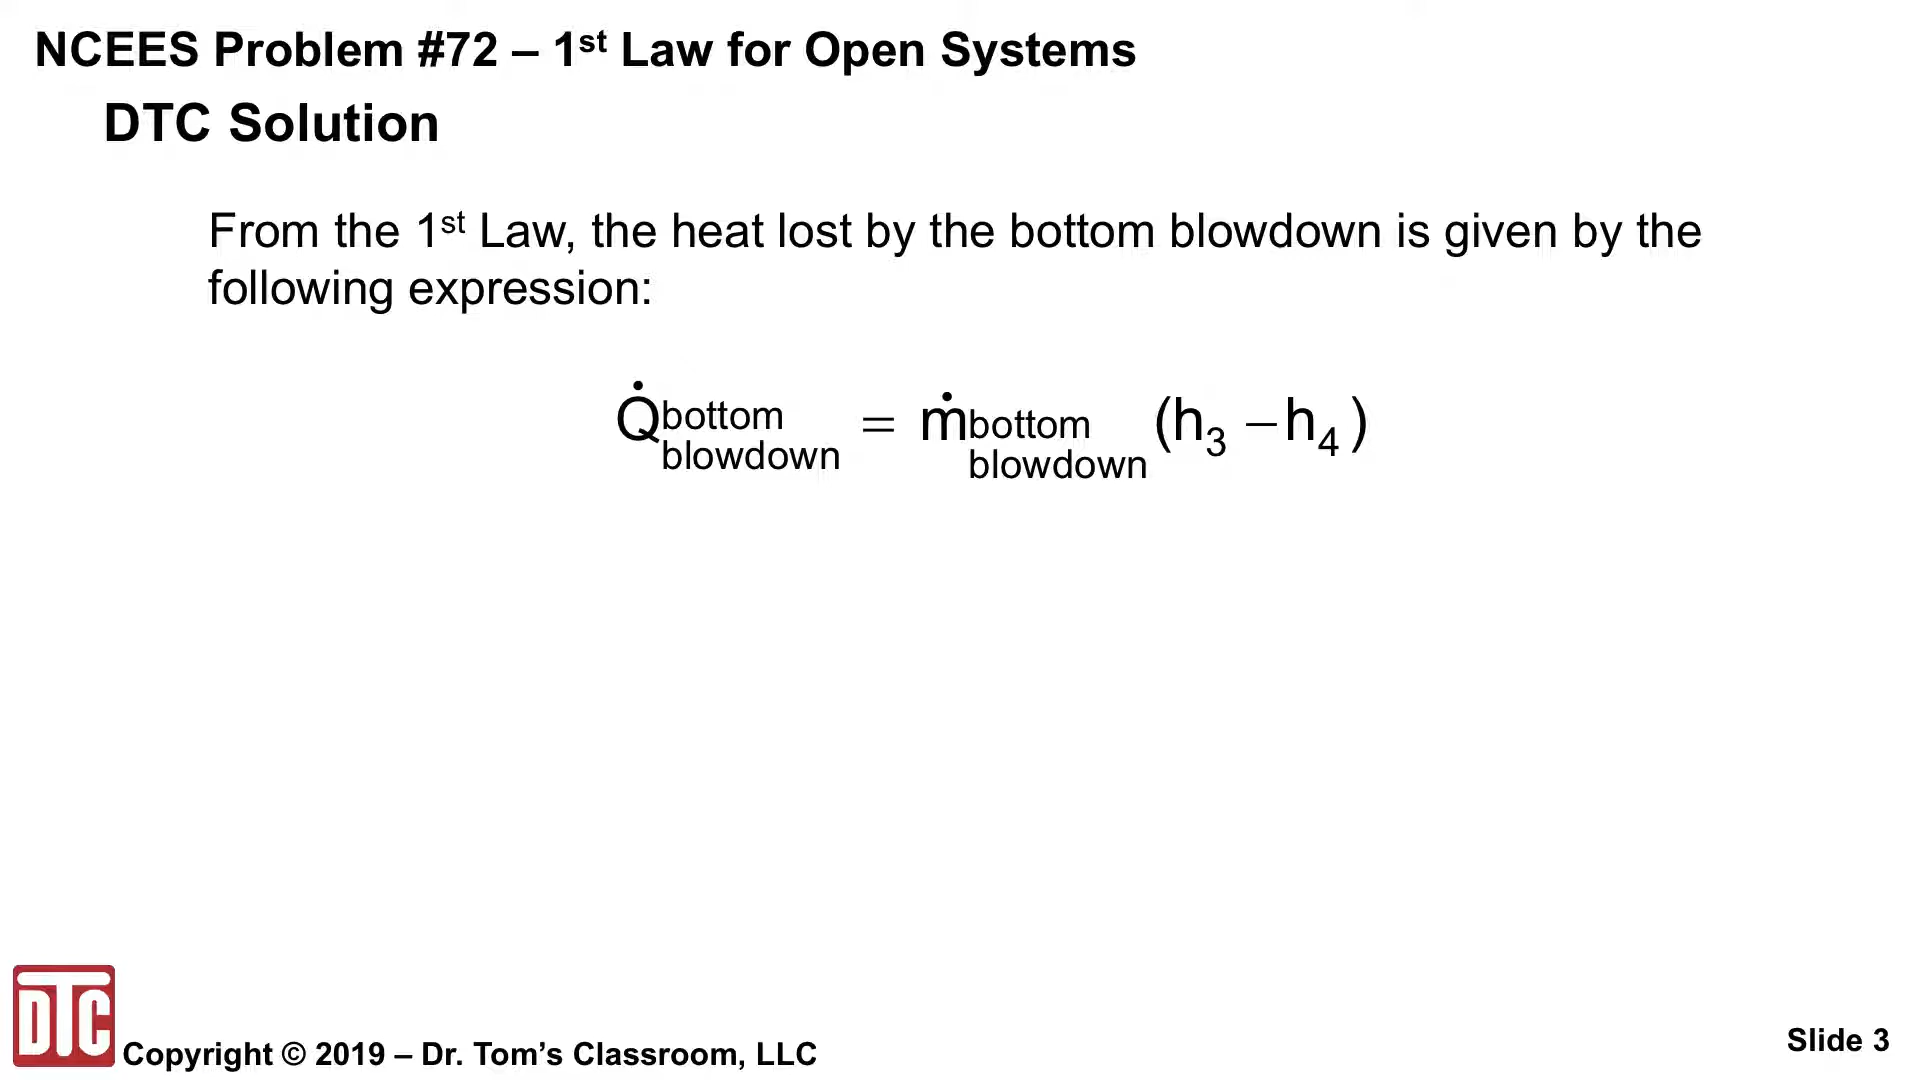 NCEES Problem #72 – 1st Law for Open Systems
DTC Solution
From the 1st Law, the heat lost by the bottom blowdown is given by the
following expression:
Q̇bottom blowdown = ṁbottom blowdown (h3 – h4)
DTC
Copyright © 2019 – Dr. Tom’s Classroom, LLC
Slide 3